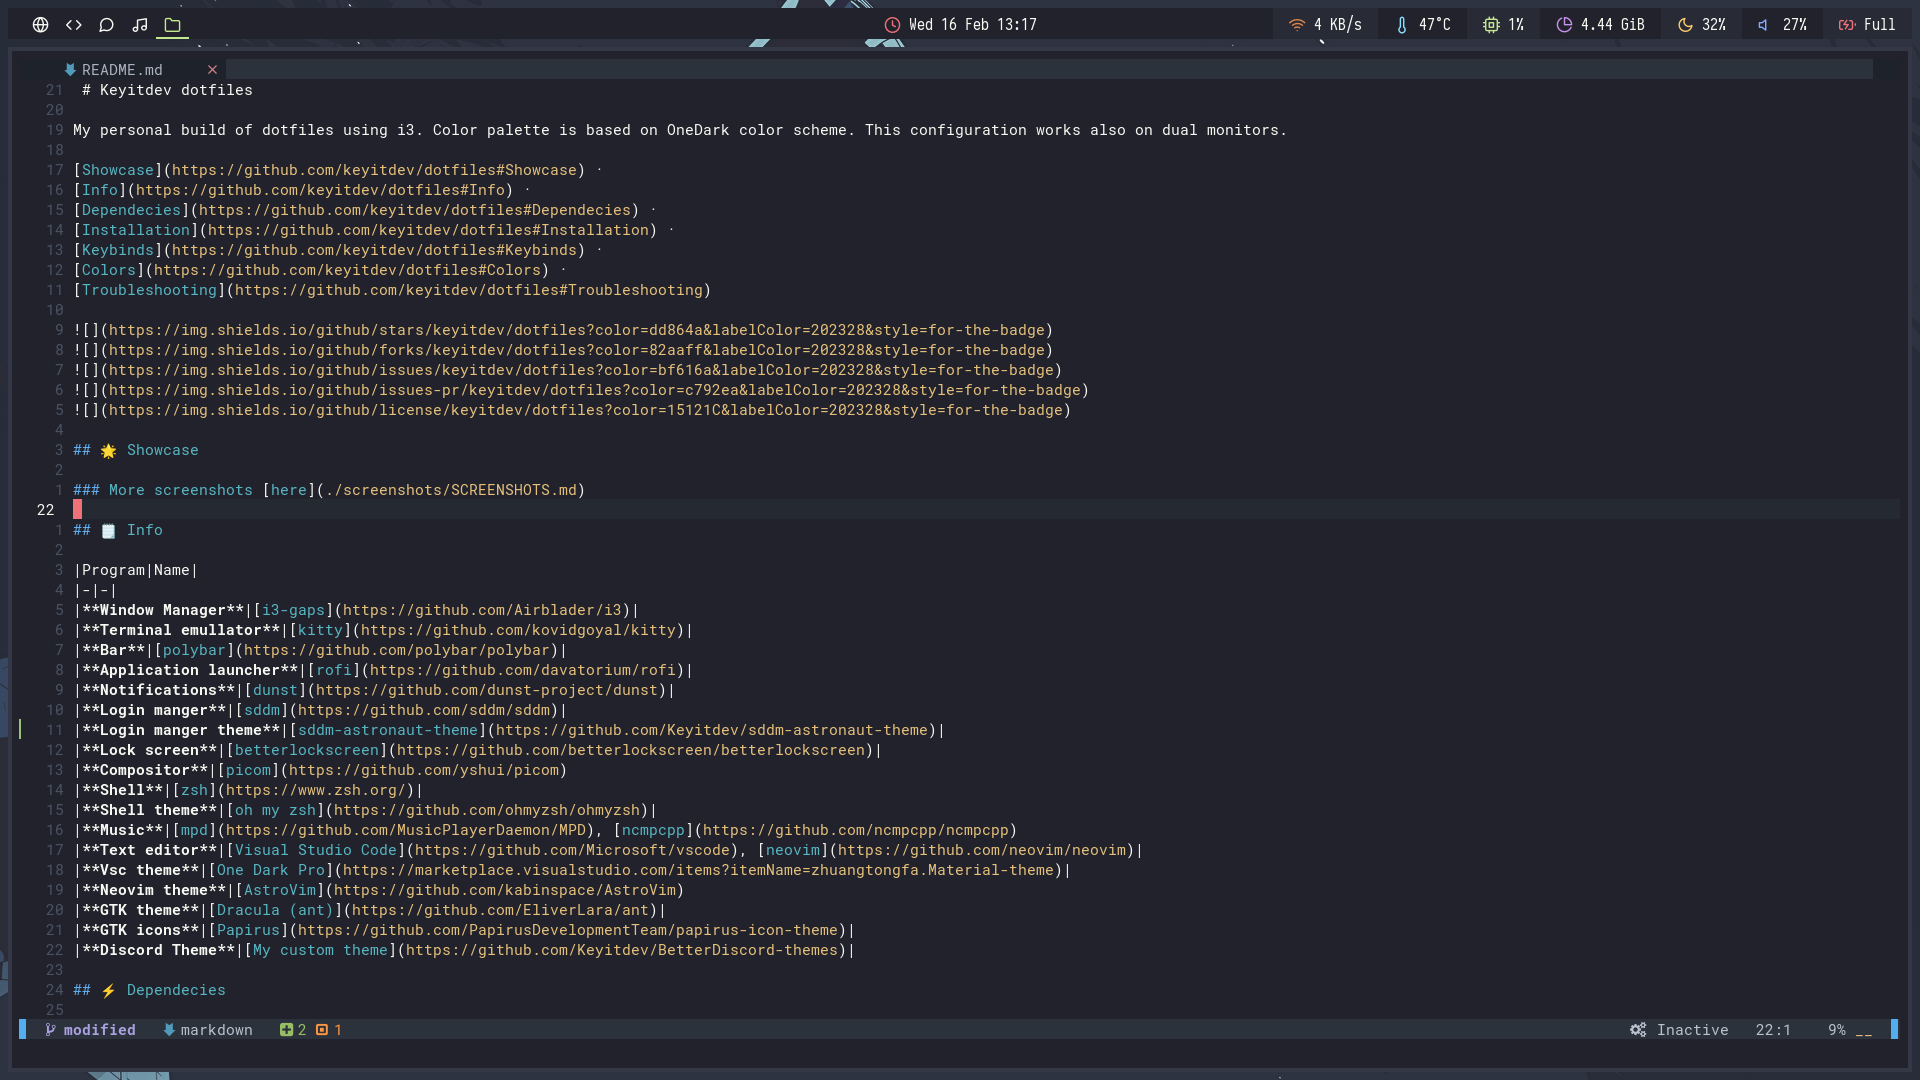 Wed 16 Feb 13:17 4 KB/s 47°C 1% 4.44 GiB 32% 27% Full
README.md ×
21 # Keyitdev dotfiles
20
19 My personal build of dotfiles using i3. Color palette is based on OneDark color scheme. This configuration works also on dual monitors.
18
17 [Showcase](https://github.com/keyitdev/dotfiles#Showcase) ·
16 [Info](https://github.com/keyitdev/dotfiles#Info) ·
15 [Dependecies](https://github.com/keyitdev/dotfiles#Dependecies) ·
14 [Installation](https://github.com/keyitdev/dotfiles#Installation) ·
13 [Keybinds](https://github.com/keyitdev/dotfiles#Keybinds) ·
12 [Colors](https://github.com/keyitdev/dotfiles#Colors) ·
11 [Troubleshooting](https://github.com/keyitdev/dotfiles#Troubleshooting)
10
9 ![](https://img.shields.io/github/stars/keyitdev/dotfiles?color=dd864a&labelColor=202328&style=for-the-badge)
8 ![](https://img.shields.io/github/forks/keyitdev/dotfiles?color=82aaff&labelColor=202328&style=for-the-badge)
7 ![](https://img.shields.io/github/issues/keyitdev/dotfiles?color=bf616a&labelColor=202328&style=for-the-badge)
6 ![](https://img.shields.io/github/issues-pr/keyitdev/dotfiles?color=c792ea&labelColor=202328&style=for-the-badge)
5 ![](https://img.shields.io/github/license/keyitdev/dotfiles?color=15121C&labelColor=202328&style=for-the-badge)
4
3 ## 🌟 Showcase
2
1 ### More screenshots [here](./screenshots/SCREENSHOTS.md)
22
1 ## 🗒️ Info
2
3 |Program|Name|
4 |-|-|
5 |**Window Manager**|[i3-gaps](https://github.com/Airblader/i3)|
6 |**Terminal emullator**|[kitty](https://github.com/kovidgoyal/kitty)|
7 |**Bar**|[polybar](https://github.com/polybar/polybar)|
8 |**Application launcher**|[rofi](https://github.com/davatorium/rofi)|
9 |**Notifications**|[dunst](https://github.com/dunst-project/dunst)|
10 |**Login manger**|[sddm](https://github.com/sddm/sddm)|
11 |**Login manger theme**|[sddm-astronaut-theme](https://github.com/Keyitdev/sddm-astronaut-theme)|
12 |**Lock screen**|[betterlockscreen](https://github.com/betterlockscreen/betterlockscreen)|
13 |**Compositor**|[picom](https://github.com/yshui/picom)
14 |**Shell**|[zsh](https://www.zsh.org/)|
15 |**Shell theme**|[oh my zsh](https://github.com/ohmyzsh/ohmyzsh)|
16 |**Music**|[mpd](https://github.com/MusicPlayerDaemon/MPD), [ncmpcpp](https://github.com/ncmpcpp/ncmpcpp)
17 |**Text editor**|[Visual Studio Code](https://github.com/Microsoft/vscode), [neovim](https://github.com/neovim/neovim)|
18 |**Vsc theme**|[One Dark Pro](https://marketplace.visualstudio.com/items?itemName=zhuangtongfa.Material-theme)|
19 |**Neovim theme**|[AstroVim](https://github.com/kabinspace/AstroVim)
20 |**GTK theme**|[Dracula (ant)](https://github.com/EliverLara/ant)|
21 |**GTK icons**|[Papirus](https://github.com/PapirusDevelopmentTeam/papirus-icon-theme)|
22 |**Discord Theme**|[My custom theme](https://github.com/Keyitdev/BetterDiscord-themes)|
23
24 ## ⚡ Dependecies
25
modified markdown 2 1 Inactive 22:1 9% __